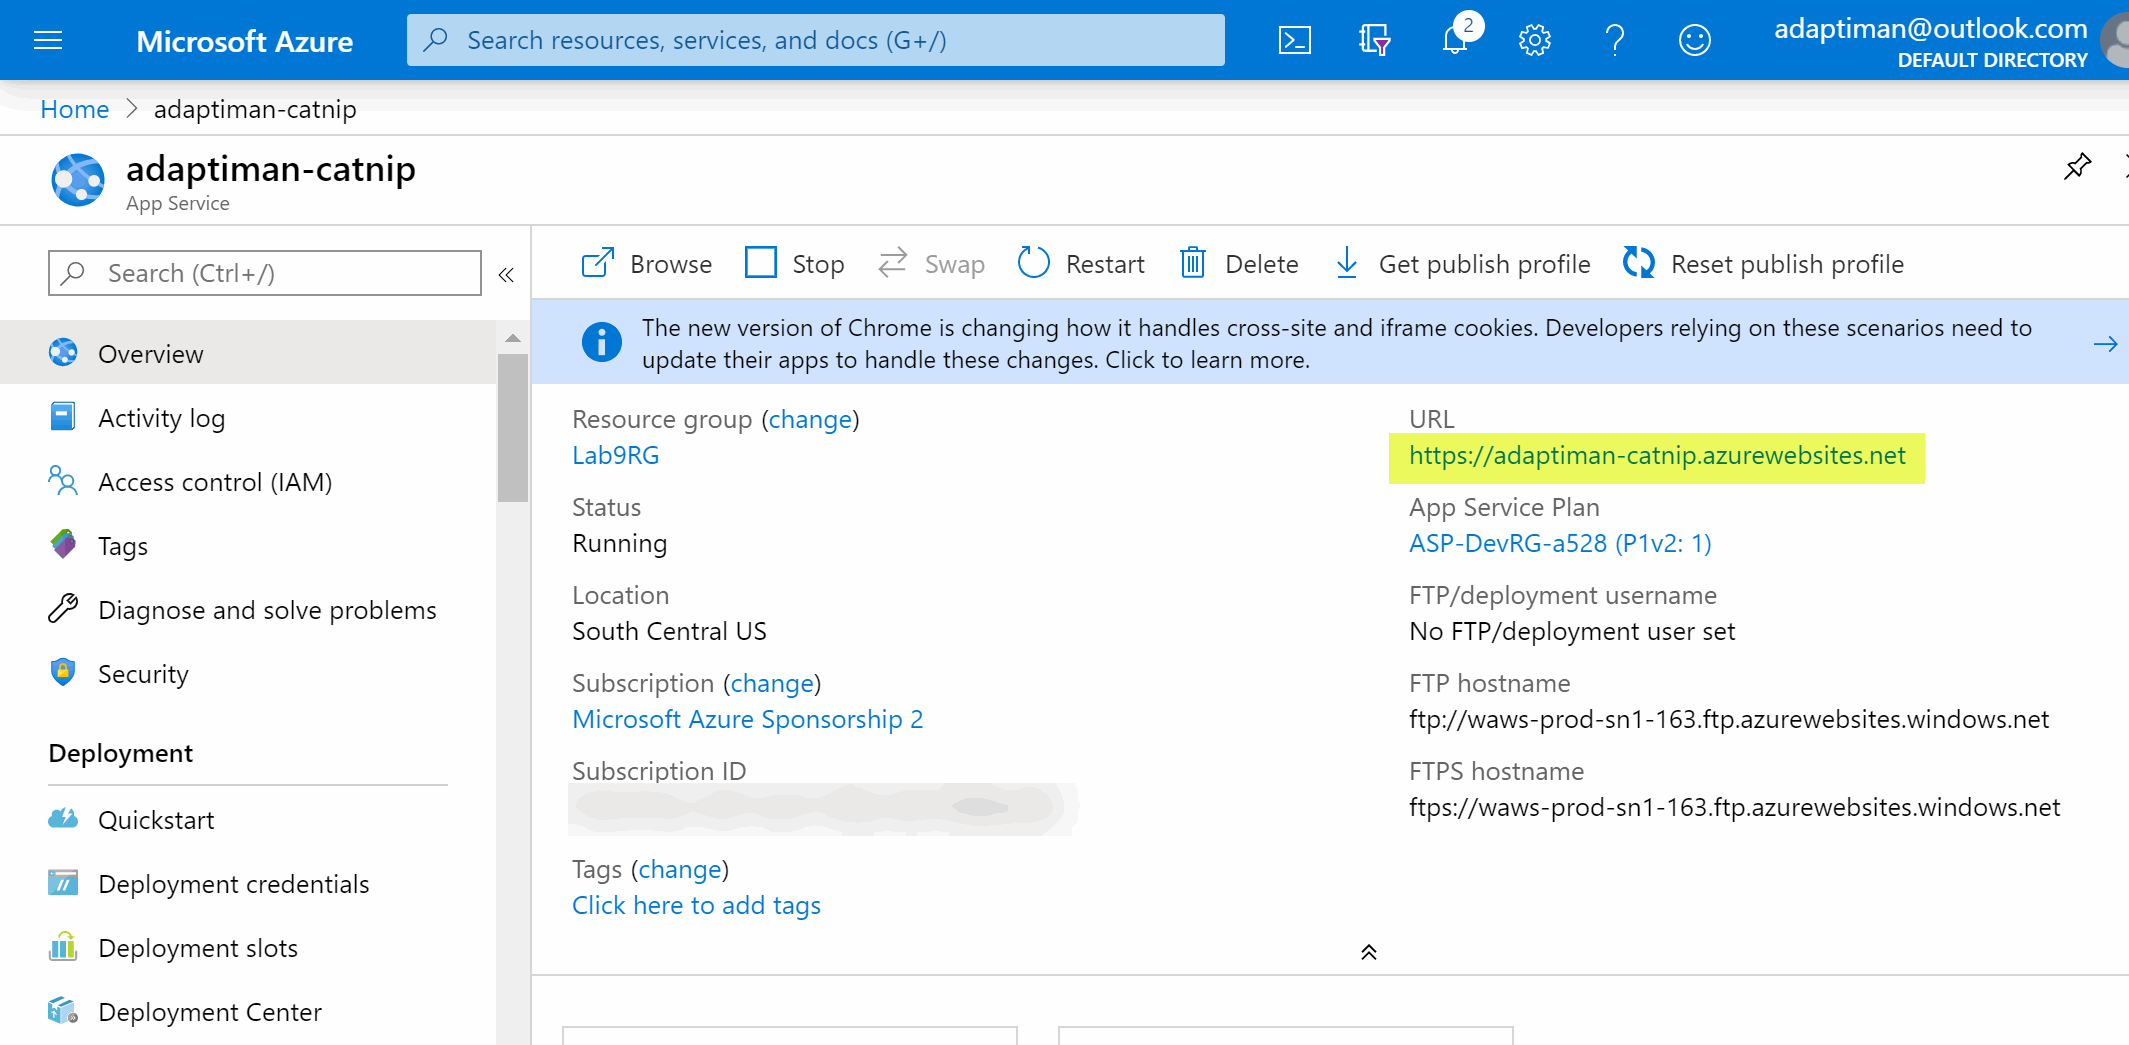 Microsoft Azure
Search resources, services, and docs (G+/)
2
adaptiman@outlook.com
DEFAULT DIRECTORY
Home > adaptiman-catnip
adaptiman-catnip
App Service
Search (Ctrl+/)
«
Browse
Stop
Swap
Restart
Delete
Get publish profile
Reset publish profile
The new version of Chrome is changing how it handles cross-site and iframe cookies. Developers relying on these scenarios need to
update their apps to handle these changes. Click to learn more.
Overview
Activity log
Access control (IAM)
Tags
Diagnose and solve problems
Security
Deployment
Quickstart
Deployment credentials
Deployment slots
Deployment Center
Resource group (change)
Lab9RG
Status
Running
Location
South Central US
Subscription (change)
Microsoft Azure Sponsorship 2
Subscription ID
Tags (change)
Click here to add tags
URL
https://adaptiman-catnip.azurewebsites.net
App Service Plan
ASP-DevRG-a528 (P1v2: 1)
FTP/deployment username
No FTP/deployment user set
FTP hostname
ftp://waws-prod-sn1-163.ftp.azurewebsites.windows.net
FTPS hostname
ftps://waws-prod-sn1-163.ftp.azurewebsites.windows.net